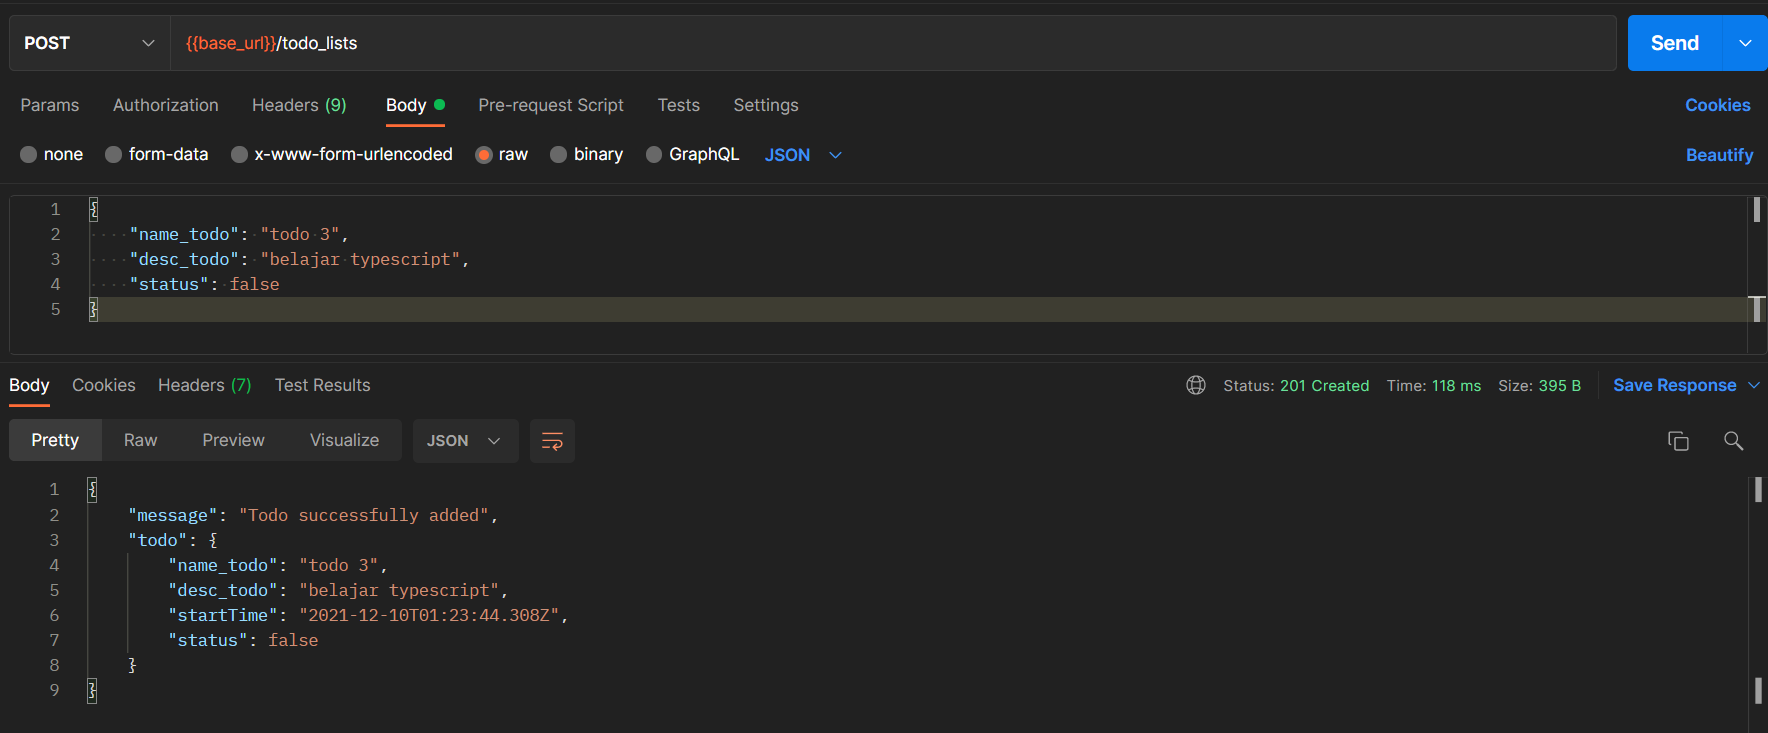 POST {{base_url}}/todo_lists Send
Params Authorization Headers (9) Body Pre-request Script Tests Settings Cookies
none form-data x-www-form-urlencoded raw binary GraphQL JSON Beautify
1 {
2 "name_todo": "todo 3",
3 "desc_todo": "belajar typescript",
4 "status": false
5 }
Body Cookies Headers (7) Test Results Status: 201 Created Time: 118 ms Size: 395 B Save Response
Pretty Raw Preview Visualize JSON
1 {
2 "message": "Todo successfully added",
3 "todo": {
4 "name_todo": "todo 3",
5 "desc_todo": "belajar typescript",
6 "startTime": "2021-12-10T01:23:44.308Z",
7 "status": false
8 }
9 }